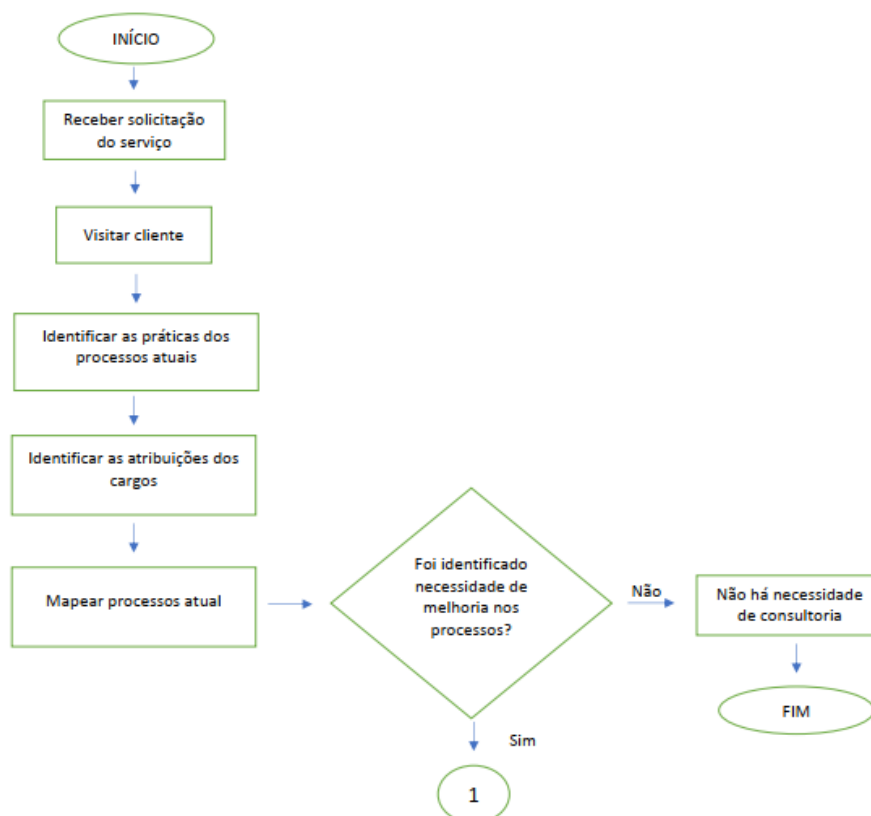 INÍCIO
Receber solicitação
do serviço
Visitar cliente
Identificar as práticas dos
processos atuais
Identificar as atribuições dos
cargos
Mapear processos atual
Foi identificado
necessidade de
melhoria nos
processos?
Não
Não há necessidade
de consultoria
FIM
Sim
1